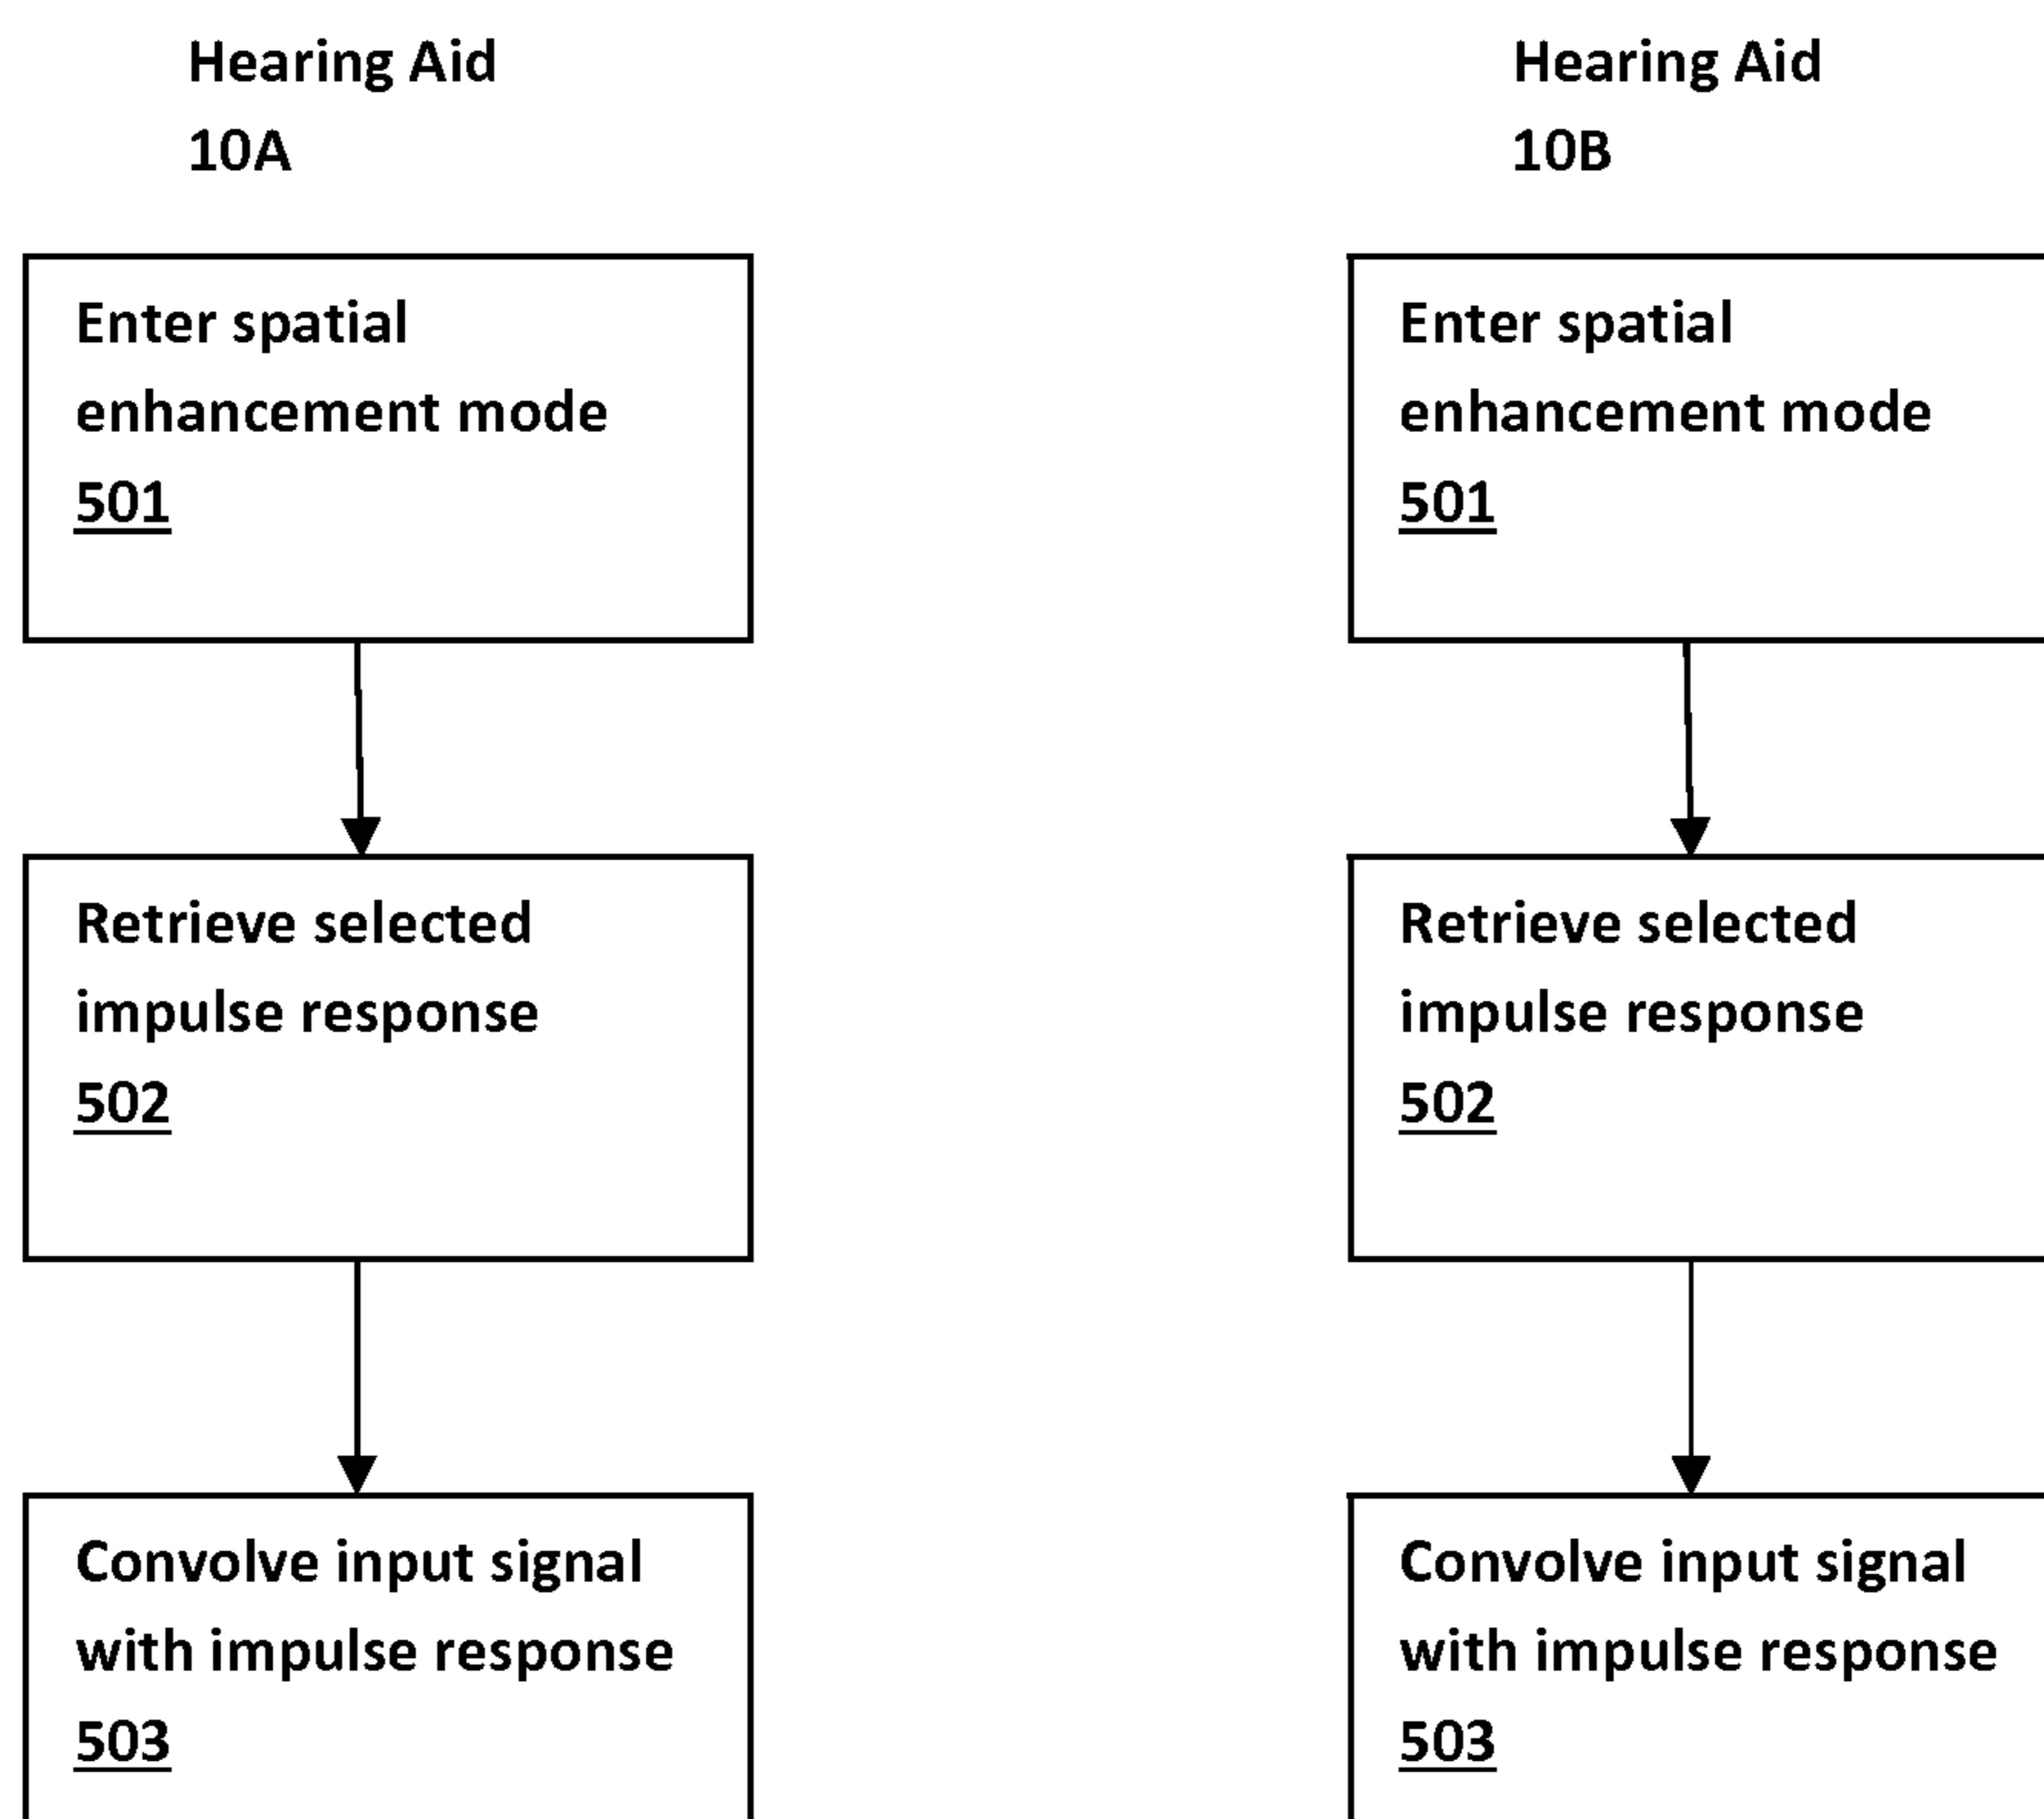 Hearing Aid
10A
Enter spatial
enhancement mode
501
Retrieve selected
impulse response
502
Convolve input signal
with impulse response
503
Hearing Aid
10B
Enter spatial
enhancement mode
501
Retrieve selected
impulse response
502
Convolve input signal
with impulse response
503